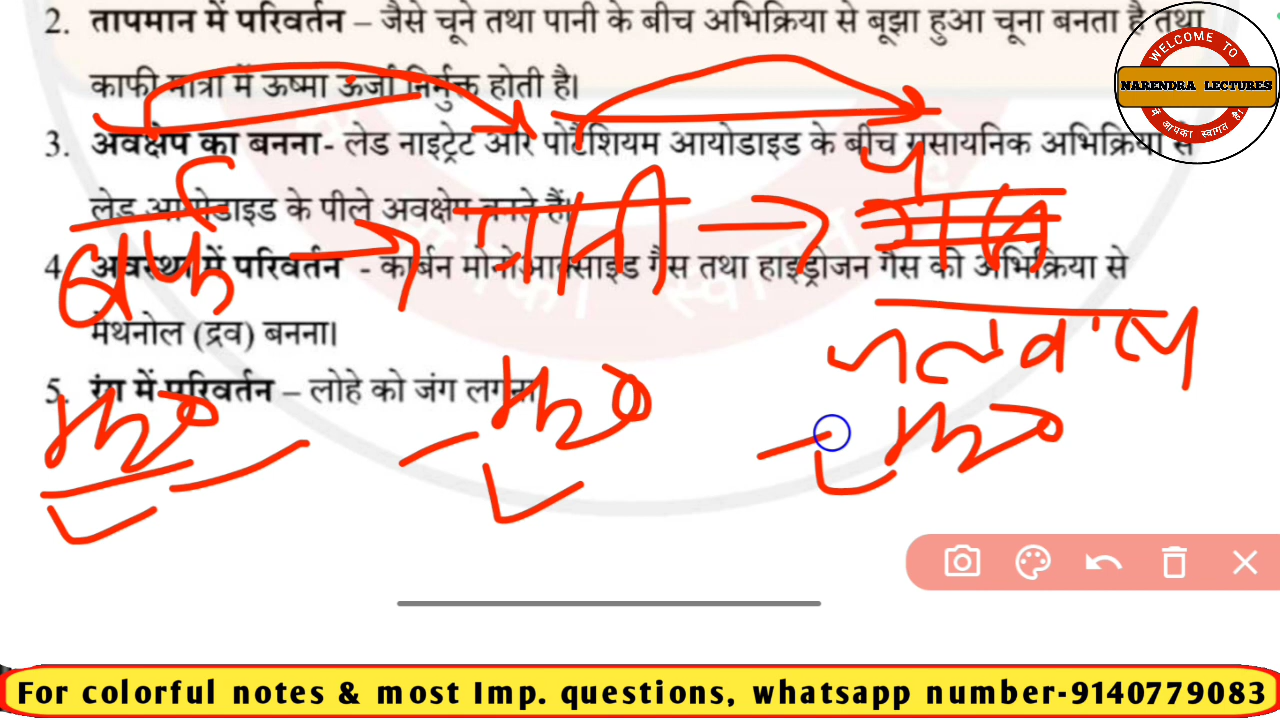 2. तापमान में परिवर्तन – जैसे चूने तथा पानी के बीच अभिक्रिया से बूझा हुआ चूना बनता है तथा
काफी मात्रा में ऊष्मा ऊर्जा निर्मुक्त होती है।
3. अवक्षेप का बनना- लेड नाइट्रेट और पोटैशियम आयोडाइड के बीच रासायनिक अभिक्रिया से
लेड आयोडाइड के पीले अवक्षेप बनते हैं।
बर्फ → पानी →
4 अवस्था में परिवर्तन - कार्बन मोनोआक्साइड गैस तथा हाइड्रोजन गैस की अभिक्रिया से
मेथनोल (द्रव) बनना।
जलवाष्प
5. रंग में परिवर्तन – लोहे को जंग लगना
H2O – H2O – H2O
WELCOME TO
NARENDRA LECTURES
में आपका स्वागत है।
For colorful notes & most Imp. questions, whatsapp number-9140779083